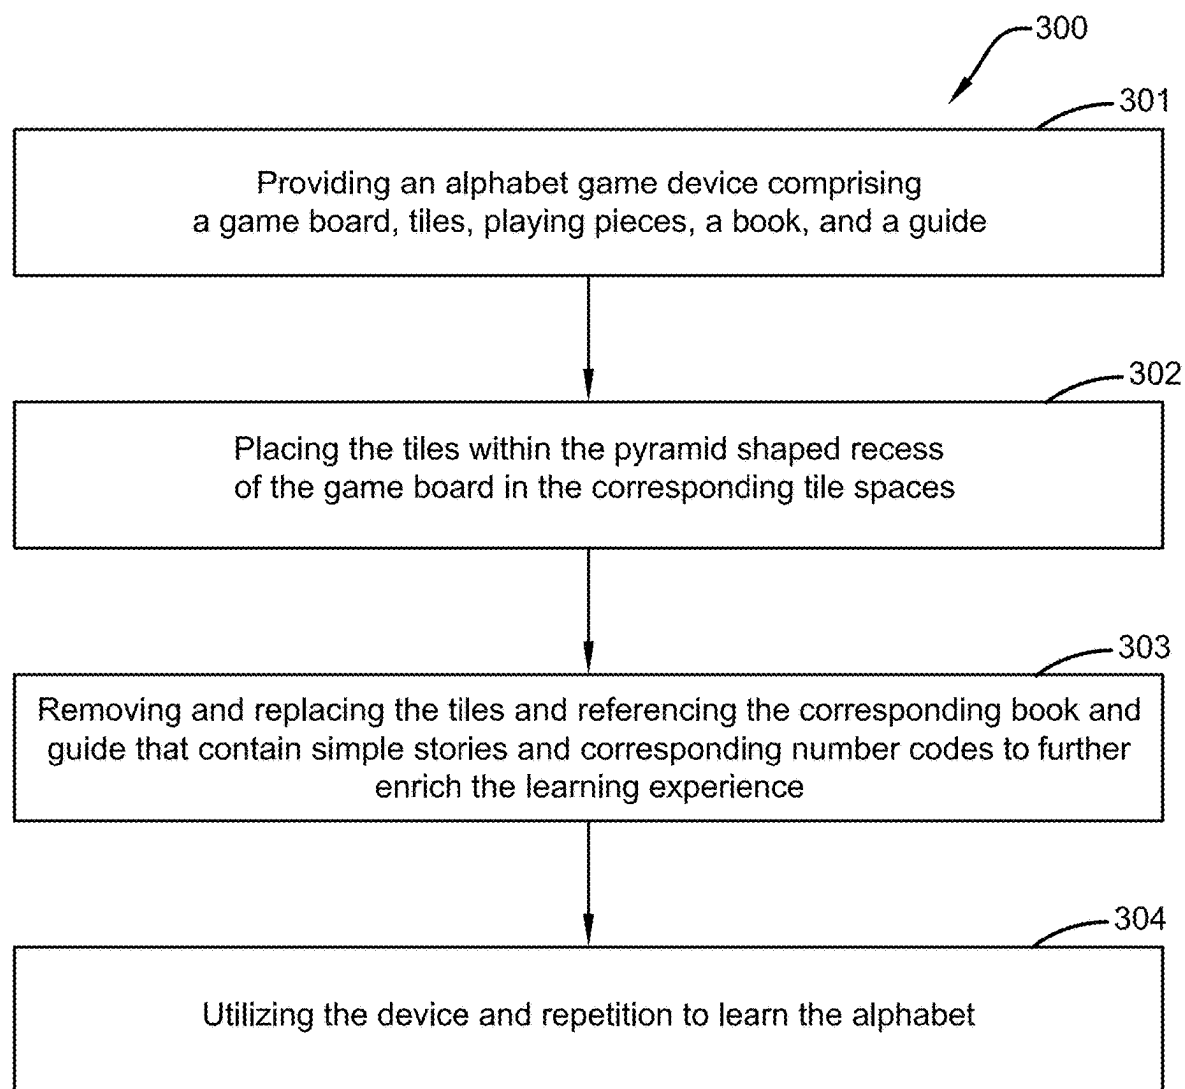 300
301
Providing an alphabet game device comprising
a game board, tiles, playing pieces, a book, and a guide
302
Placing the tiles within the pyramid shaped recess
of the game board in the corresponding tile spaces
303
Removing and replacing the tiles and referencing the corresponding book and
guide that contain simple stories and corresponding number codes to further
enrich the learning experience
304
Utilizing the device and repetition to learn the alphabet